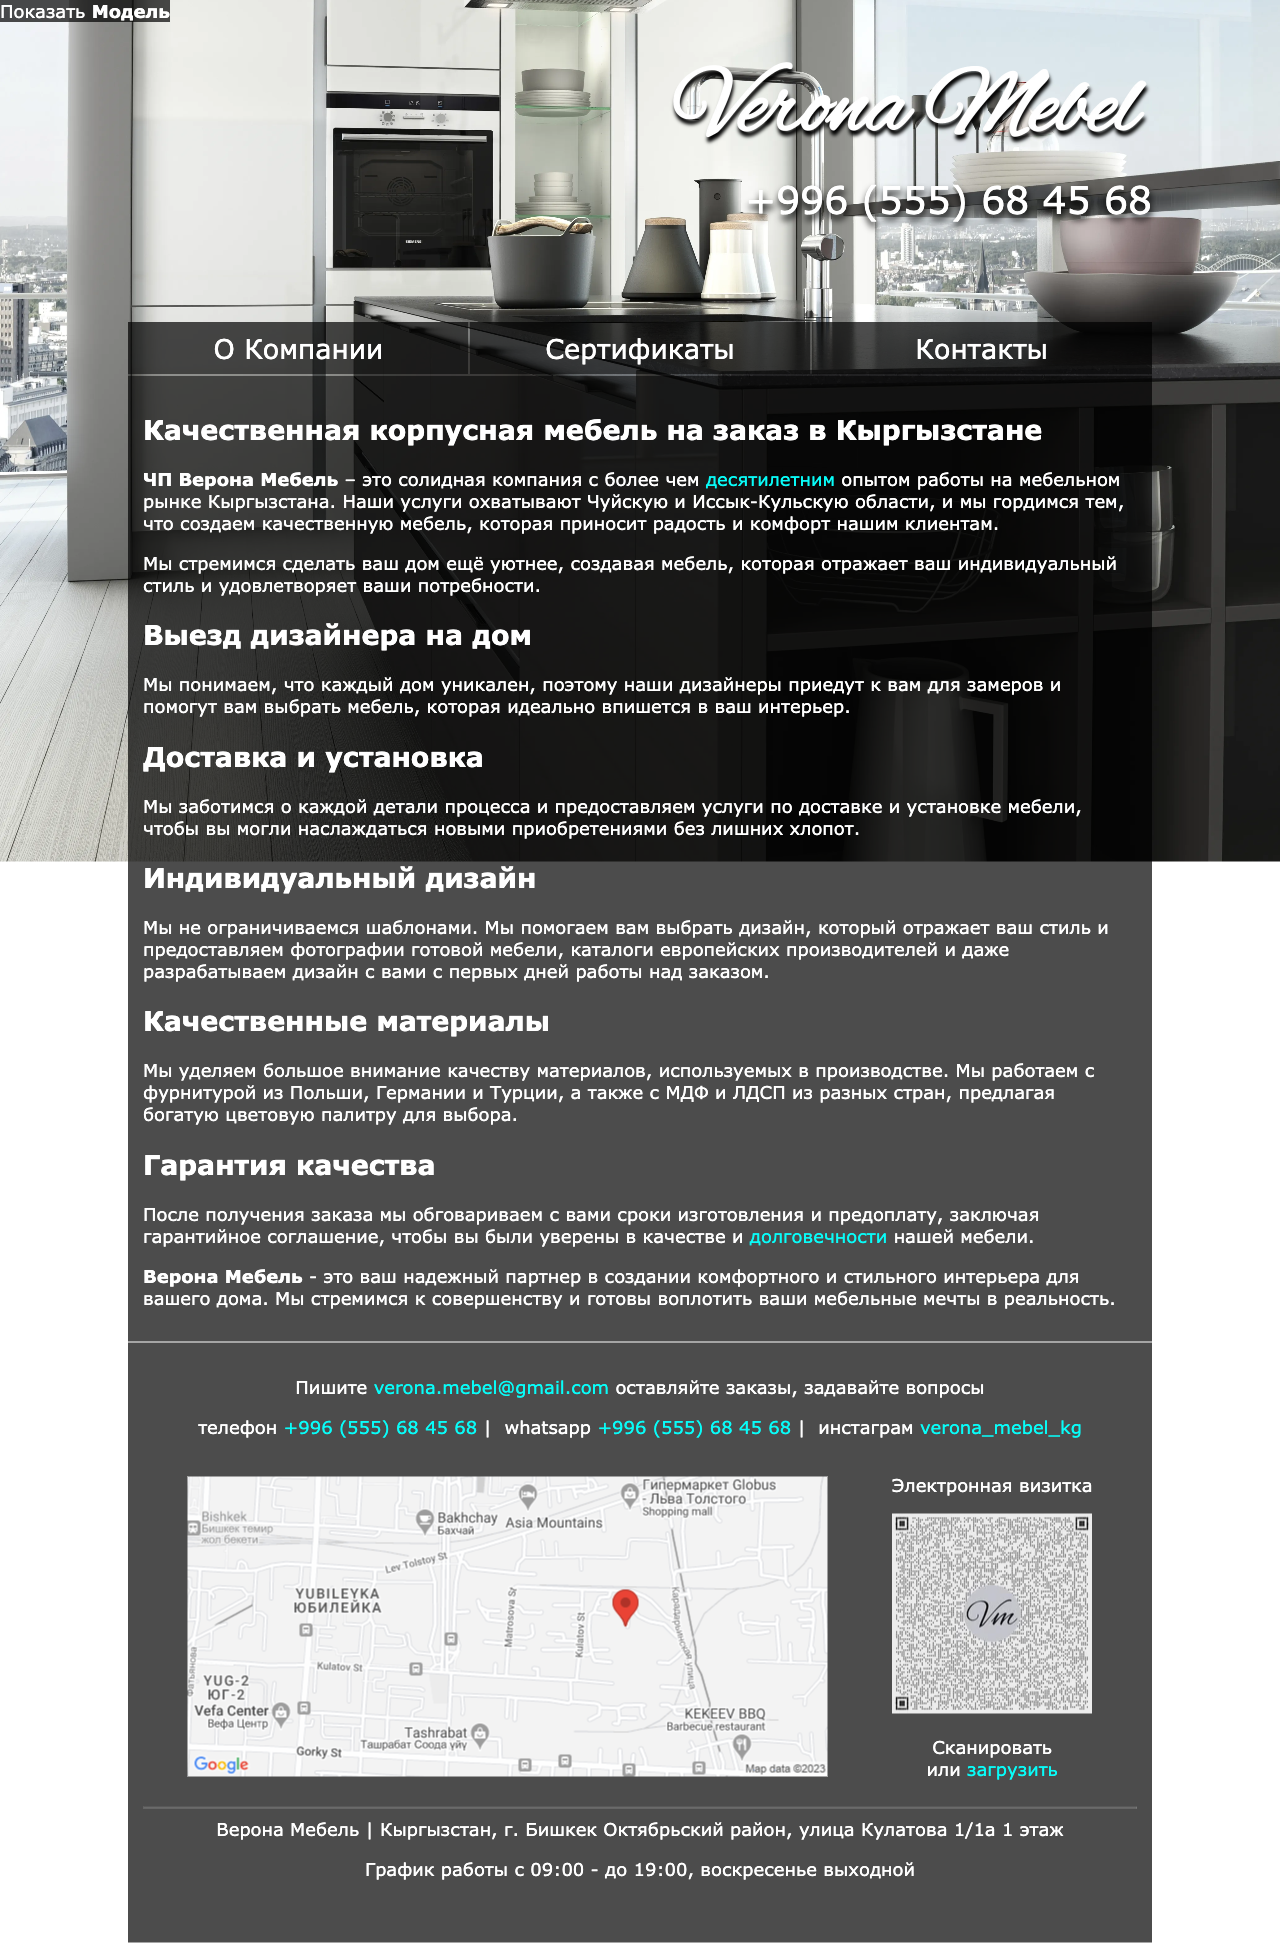 Показать Модель
Verona Mebel
+996 (555) 68 45 68
SIEMENS
О Компании
Сертификаты
Контакты
Качественная корпусная мебель на заказ в Кыргызстане
ЧП Верона Мебель – это солидная компания с более чем десятилетним опытом работы на мебельном
рынке Кыргызстана. Наши услуги охватывают Чуйскую и Иссык-Кульскую области, и мы гордимся тем,
что создаем качественную мебель, которая приносит радость и комфорт нашим клиентам.
Мы стремимся сделать ваш дом ещё уютнее, создавая мебель, которая отражает ваш индивидуальный
стиль и удовлетворяет ваши потребности.
Выезд дизайнера на дом
Мы понимаем, что каждый дом уникален, поэтому наши дизайнеры приедут к вам для замеров и
помогут вам выбрать мебель, которая идеально впишется в ваш интерьер.
Доставка и установка
Мы заботимся о каждой детали процесса и предоставляем услуги по доставке и установке мебели,
чтобы вы могли наслаждаться новыми приобретениями без лишних хлопот.
Индивидуальный дизайн
Мы не ограничиваемся шаблонами. Мы помогаем вам выбрать дизайн, который отражает ваш стиль и
предоставляем фотографии готовой мебели, каталоги европейских производителей и даже
разрабатываем дизайн с вами с первых дней работы над заказом.
Качественные материалы
Мы уделяем большое внимание качеству материалов, используемых в производстве. Мы работаем с
фурнитурой из Польши, Германии и Турции, а также с МДФ и ЛДСП из разных стран, предлагая
богатую цветовую палитру для выбора.
Гарантия качества
После получения заказа мы обговариваем с вами сроки изготовления и предоплату, заключая
гарантийное соглашение, чтобы вы были уверены в качестве и долговечности нашей мебели.
Верона Мебель - это ваш надежный партнер в создании комфортного и стильного интерьера для
вашего дома. Мы стремимся к совершенству и готовы воплотить ваши мебельные мечты в реальность.
Пишите verona.mebel@gmail.com оставляйте заказы, задавайте вопросы
телефон +996 (555) 68 45 68 | whatsapp +996 (555) 68 45 68 | инстаграм verona_mebel_kg
Гипермаркет Globus
- Льва Толстого
Shopping mall
Bishkek
Бишкек темир
жол бекети
Bakhchay
Бахчай
Asia Mountains
Lev Tolstoy St
YUBILEYKA
ЮБИЛЕЙКА
Matrosova St
Kulatov St
Карадарьинская улица
Kulatov St
Фатьянова
YUG-2
ЮГ-2
Vefa Center
Вефа Центр
Tashrabat
Ташрабат Соода үйү
KEKEEV BBQ
Barbecue restaurant
Gorky St
Google
Map data ©2023
Электронная визитка
Vm
Сканировать
или загрузить
Верона Мебель | Кыргызстан, г. Бишкек Октябрьский район, улица Кулатова 1/1а 1 этаж
График работы с 09:00 - до 19:00, воскресенье выходной